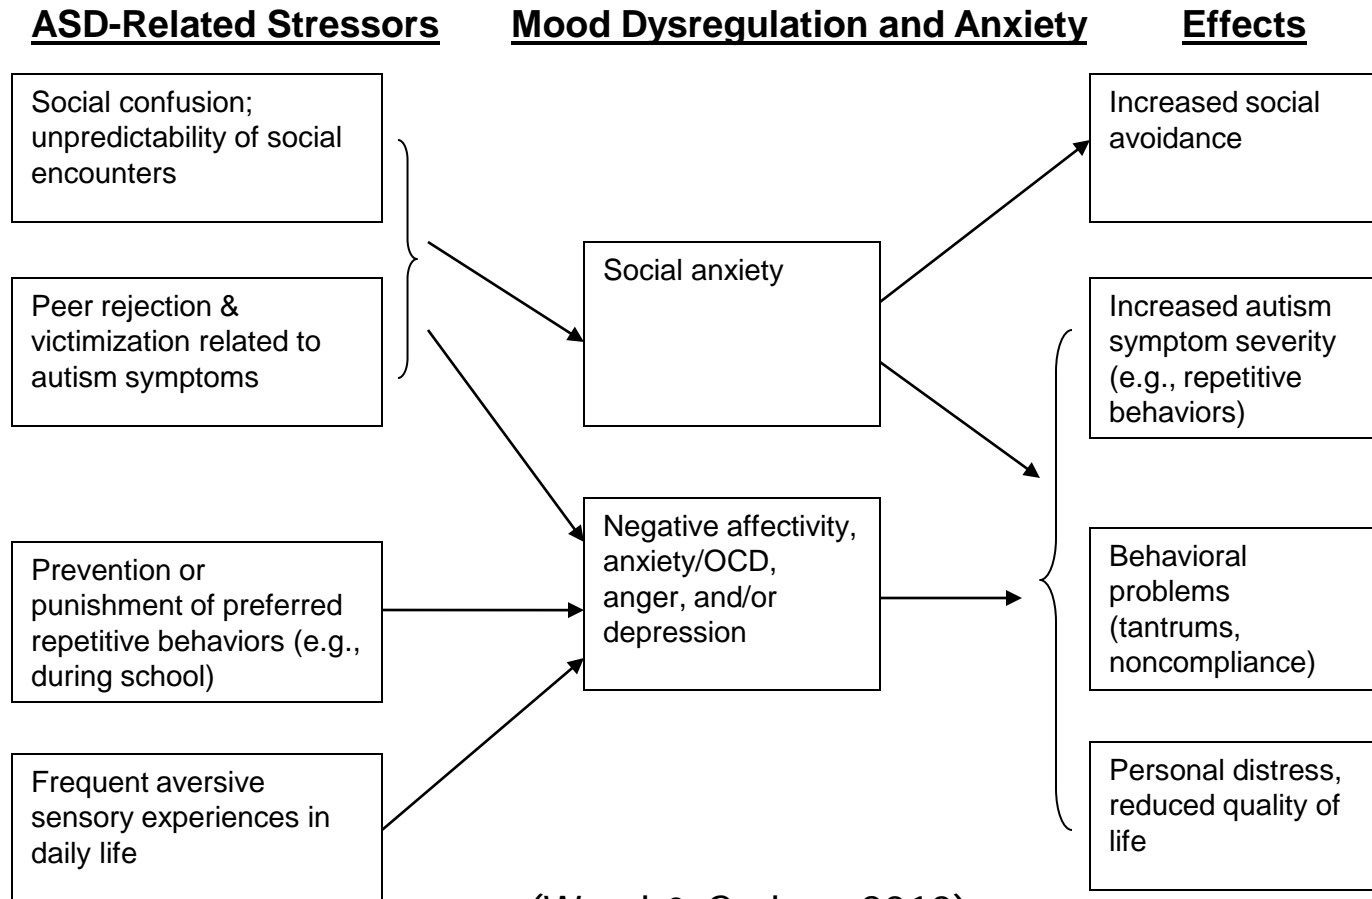 ASD-Related Stressors
Mood Dysregulation and Anxiety
Effects
Social confusion;
unpredictability of social
encounters
Peer rejection &
victimization related to
autism symptoms
Prevention or
punishment of preferred
repetitive behaviors (e.g.,
during school)
Frequent aversive
sensory experiences in
daily life
Social anxiety
Negative affectivity,
anxiety/OCD,
anger, and/or
depression
Increased social
avoidance
Increased autism
symptom severity
(e.g., repetitive
behaviors)
Behavioral
problems
(tantrums,
noncompliance)
Personal distress,
reduced quality of
life